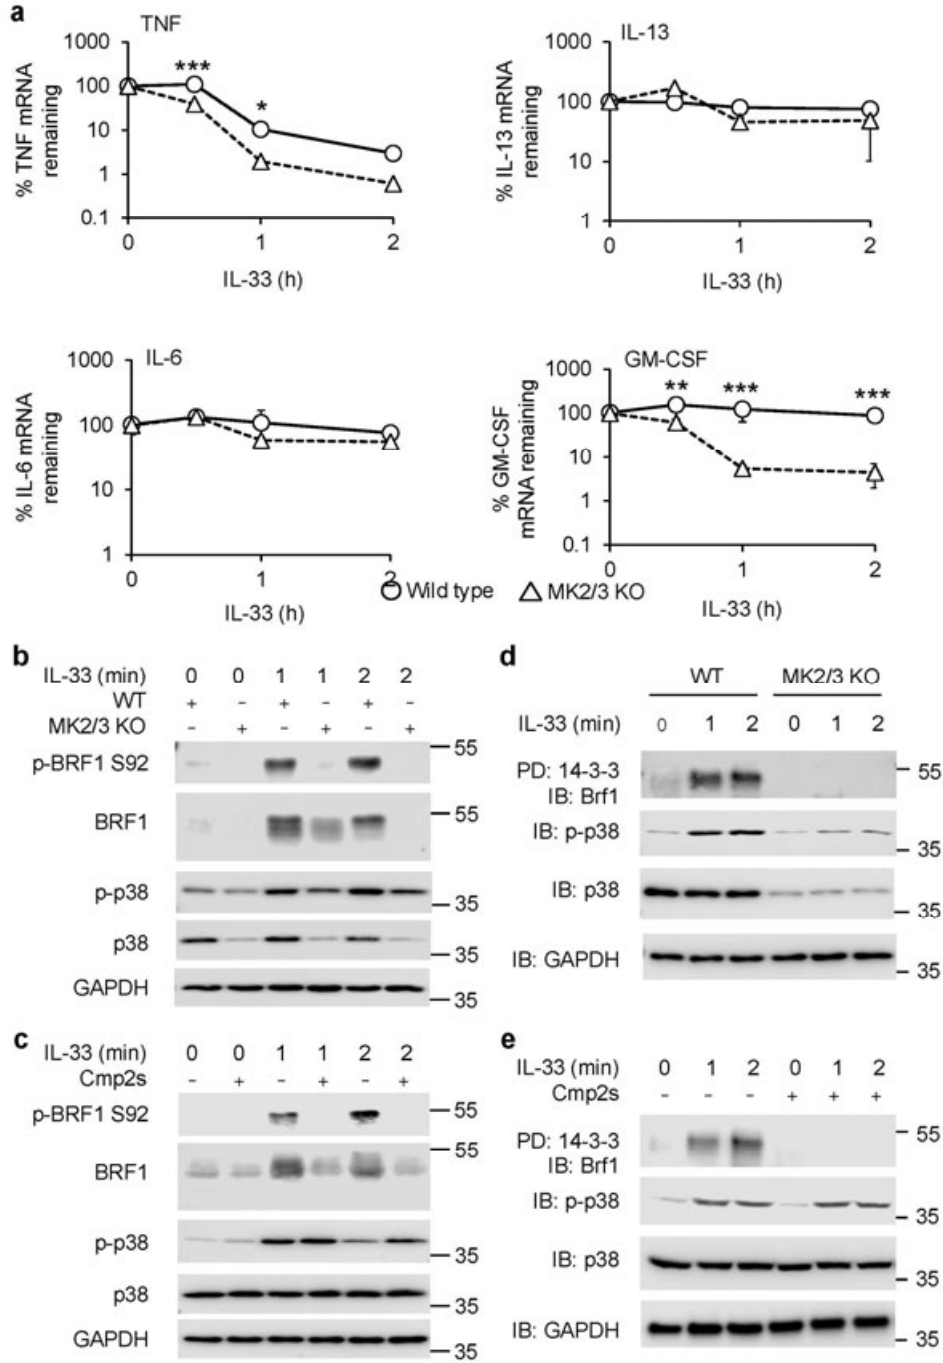 a
TNF
1000
100
10
1
0.1
% TNF mRNA
remaining
***
*
0 1 2
IL-33 (h)
IL-13
1000
100
10
1
% IL-13 mRNA
remaining
0 1 2
IL-33 (h)
IL-6
1000
100
10
1
% IL-6 mRNA
remaining
0 1 2
IL-33 (h)
GM-CSF
1000
100
10
1
0.1
% GM-CSF
mRNA remaining
** *** ***
0 1 2
IL-33 (h)
Wild type MK2/3 KO
b
IL-33 (min) 0 0 1 1 2 2
WT + - + - + -
MK2/3 KO - + - + - +
p-BRF1 S92 55
BRF1 55
p-p38 35
p38 35
GAPDH 35
c
IL-33 (min) 0 0 1 1 2 2
Cmp2s - + - + - +
p-BRF1 S92 55
BRF1 55
p-p38 35
p38 35
GAPDH 35
d
WT MK2/3 KO
IL-33 (min) 0 1 2 0 1 2
PD: 14-3-3 55
IB: Brf1
IB: p-p38 35
IB: p38 35
IB: GAPDH 35
e
IL-33 (min) 0 1 2 0 1 2
Cmp2s - - - + + +
PD: 14-3-3 55
IB: Brf1
IB: p-p38 35
IB: p38 35
IB: GAPDH 35